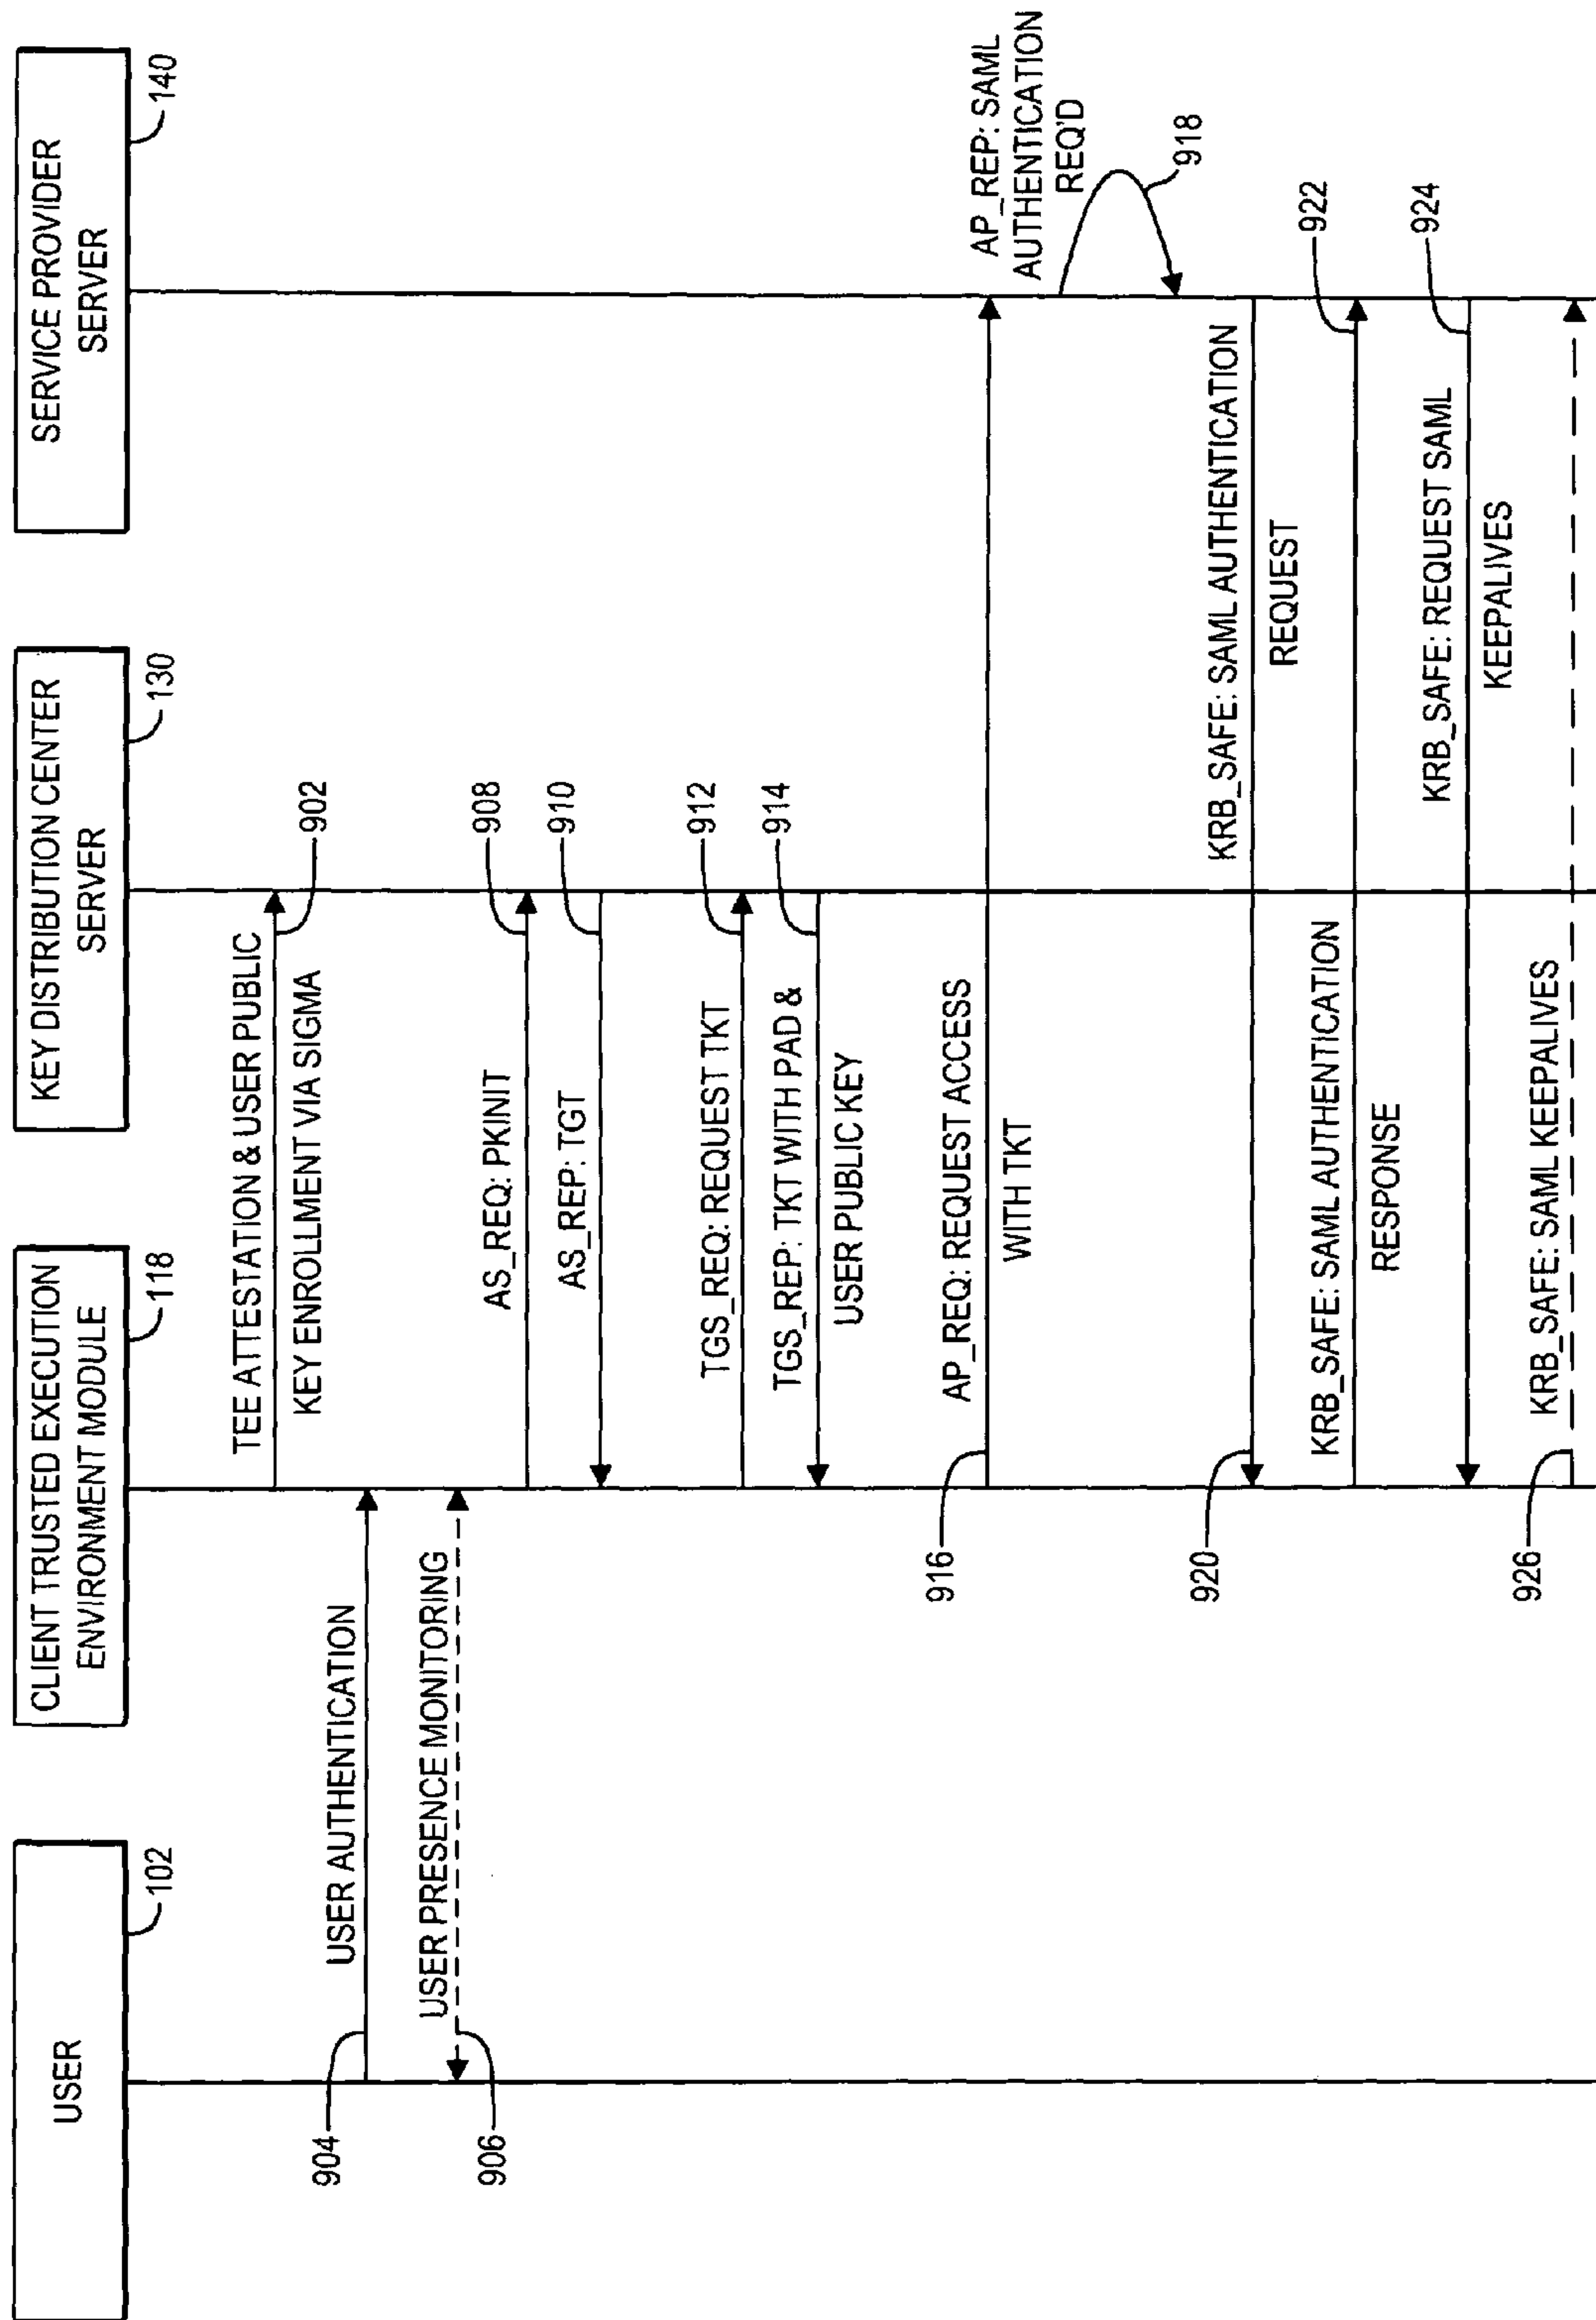 USER
102
CLIENT TRUSTED EXECUTION
ENVIRONMENT MODULE
118
KEY DISTRIBUTION CENTER
SERVER
130
SERVICE PROVIDER
SERVER
140
TEE ATTESTATION & USER PUBLIC
KEY ENROLLMENT VIA SIGMA
902
904
USER AUTHENTICATION
USER PRESENCE MONITORING
906
AS_REQ: PKINIT
908
AS_REP: TGT
910
TGS_REQ: REQUEST TKT
912
TGS_REP: TKT WITH PAD &
USER PUBLIC KEY
914
916
AP_REQ: REQUEST ACCESS
WITH TKT
AP_REP: SAML
AUTHENTICATION
REQ'D
918
920
KRB_SAFE: SAML AUTHENTICATION
REQUEST
KRB_SAFE: SAML AUTHENTICATION
RESPONSE
922
KRB_SAFE: REQUEST SAML
KEEPALIVES
924
926
KRB_SAFE: SAML KEEPALIVES